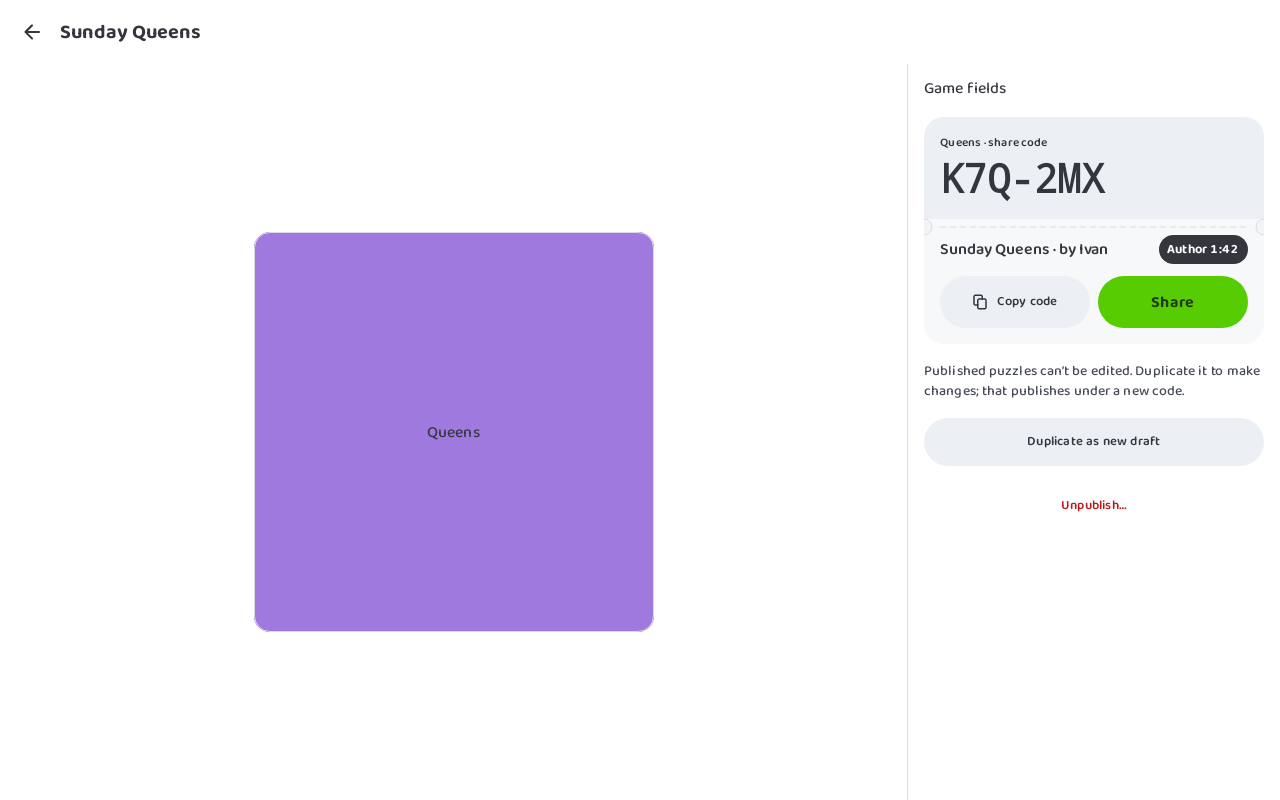 Sunday Queens
Queens
Game fields
Queens · share code
K7Q-2MX
Sunday Queens · by Ivan
Author 1:42
Copy code
Share
Published puzzles can't be edited. Duplicate it to make
changes; that publishes under a new code.
Duplicate as new draft
Unpublish…